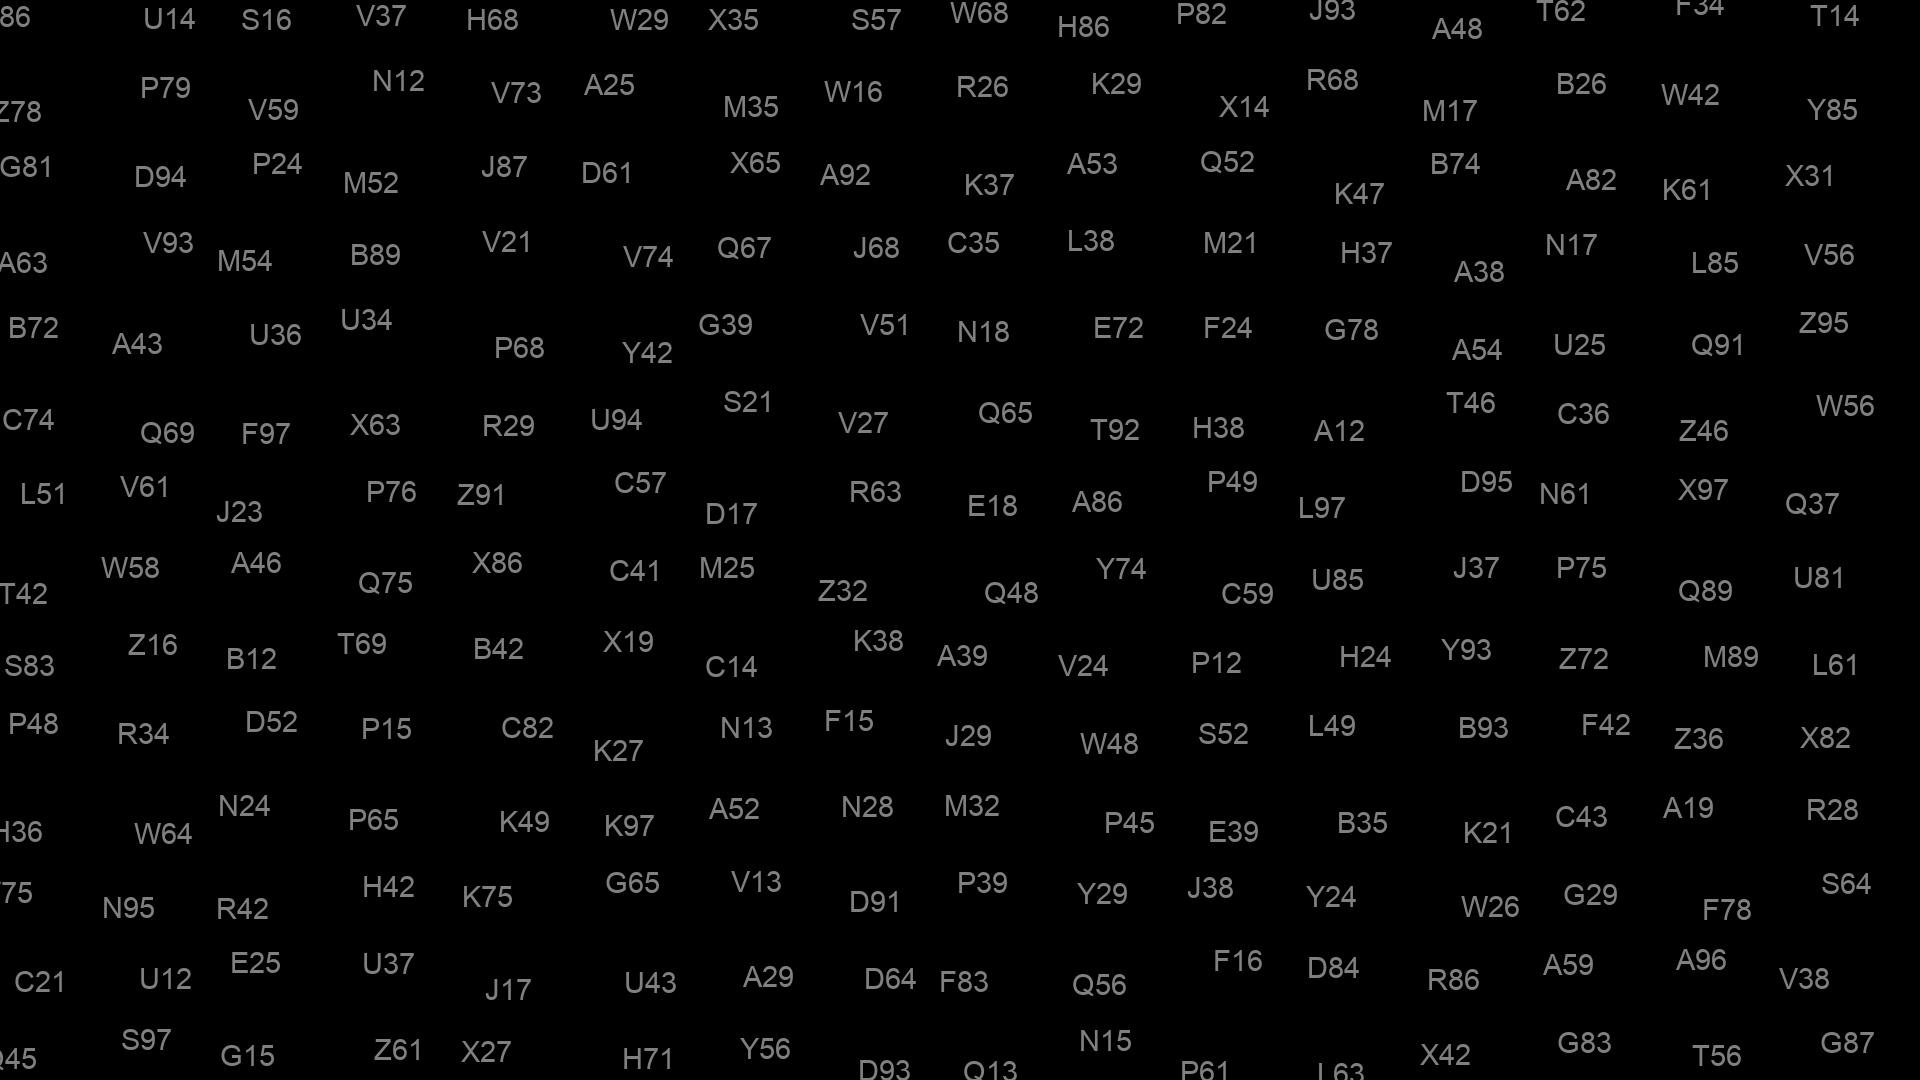 86 U14 S16 V37 H68 W29 X35 S57 W68 H86 P82 J93 A48 T62 F34 T14
Z78 P79 V59 N12 V73 A25 M35 W16 R26 K29 X14 R68 M17 B26 W42 Y85
G81 D94 P24 M52 J87 D61 X65 A92 K37 A53 Q52 K47 B74 A82 K61 X31
A63 V93 M54 B89 V21 V74 Q67 J68 C35 L38 M21 H37 A38 N17 L85 V56
B72 A43 U36 U34 P68 Y42 G39 V51 N18 E72 F24 G78 A54 U25 Q91 Z95
C74 Q69 F97 X63 R29 U94 S21 V27 Q65 T92 H38 A12 T46 C36 Z46 W56
L51 V61 J23 P76 Z91 C57 D17 R63 E18 A86 P49 L97 D95 N61 X97 Q37
T42 W58 A46 Q75 X86 C41 M25 Z32 Q48 Y74 C59 U85 J37 P75 Q89 U81
S83 Z16 B12 T69 B42 X19 C14 K38 A39 V24 P12 H24 Y93 Z72 M89 L61
P48 R34 D52 P15 C82 K27 N13 F15 J29 W48 S52 L49 B93 F42 Z36 X82
H36 W64 N24 P65 K49 K97 A52 N28 M32 P45 E39 B35 K21 C43 A19 R28
75 N95 R42 H42 K75 G65 V13 D91 P39 Y29 J38 Y24 W26 G29 F78 S64
C21 U12 E25 U37 J17 U43 A29 D64 F83 Q56 F16 D84 R86 A59 A96 V38
Q45 S97 G15 Z61 X27 H71 Y56 D93 Q13 N15 P61 L63 X42 G83 T56 G87